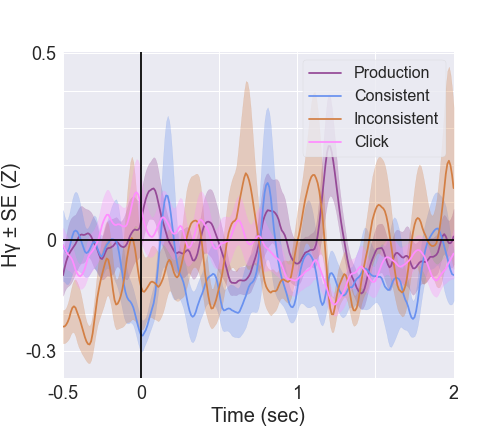 0.5
Production
Consistent
Inconsistent
Click
Hγ ± SE (Z)
0
-0.3
-0.5
0
1
2
Time (sec)